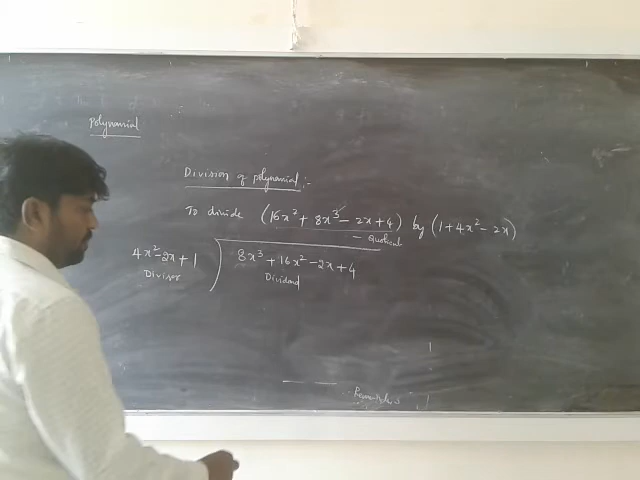 Polynomial
Division of polynomial:-
To divide (16x² + 8x³ - 2x + 4) by (1 + 4x² - 2x)
- Quotient
4x² - 2x + 1 ) 8x³ + 16x² - 2x + 4
Divisor Dividend